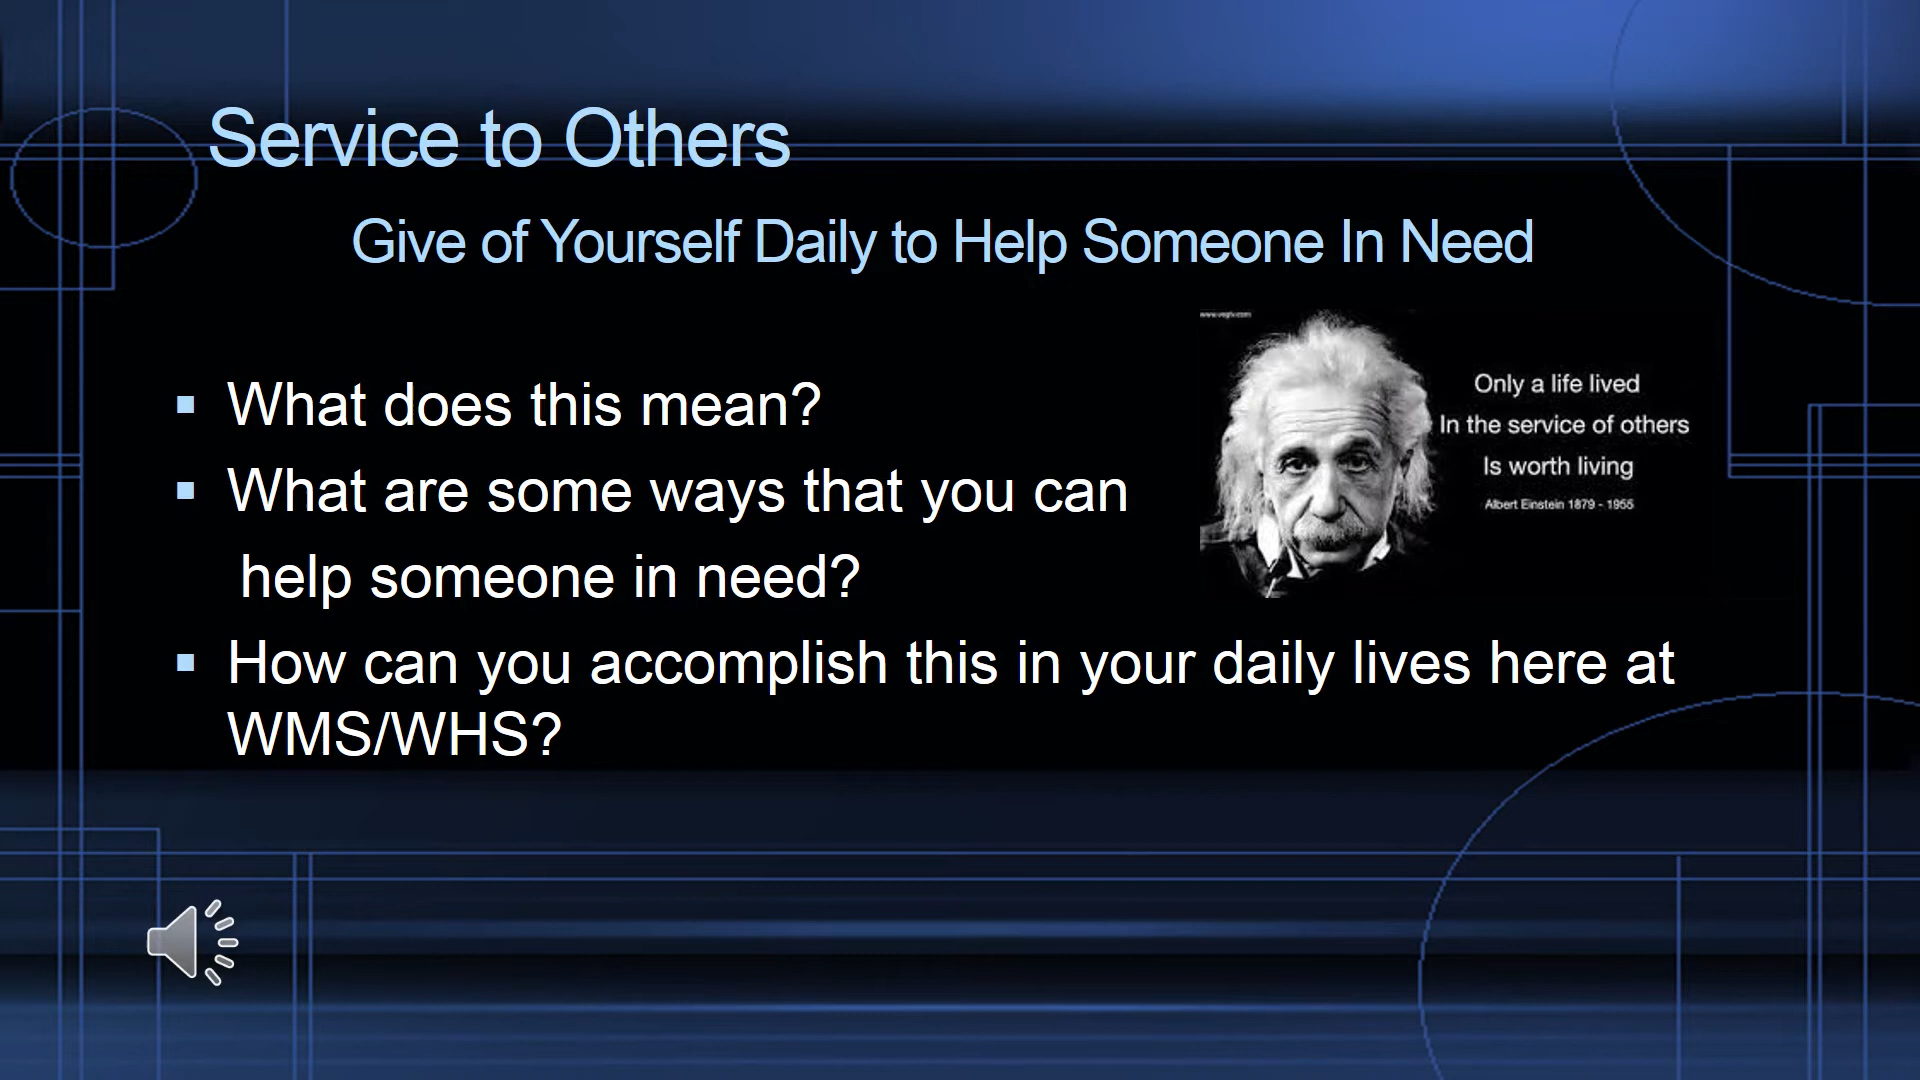 Service to Others
Give of Yourself Daily to Help Someone In Need
What does this mean?
What are some ways that you can
help someone in need?
How can you accomplish this in your daily lives here at
WMS/WHS?
Only a life lived
In the service of others
Is worth living
Albert Einstein 1879 - 1955